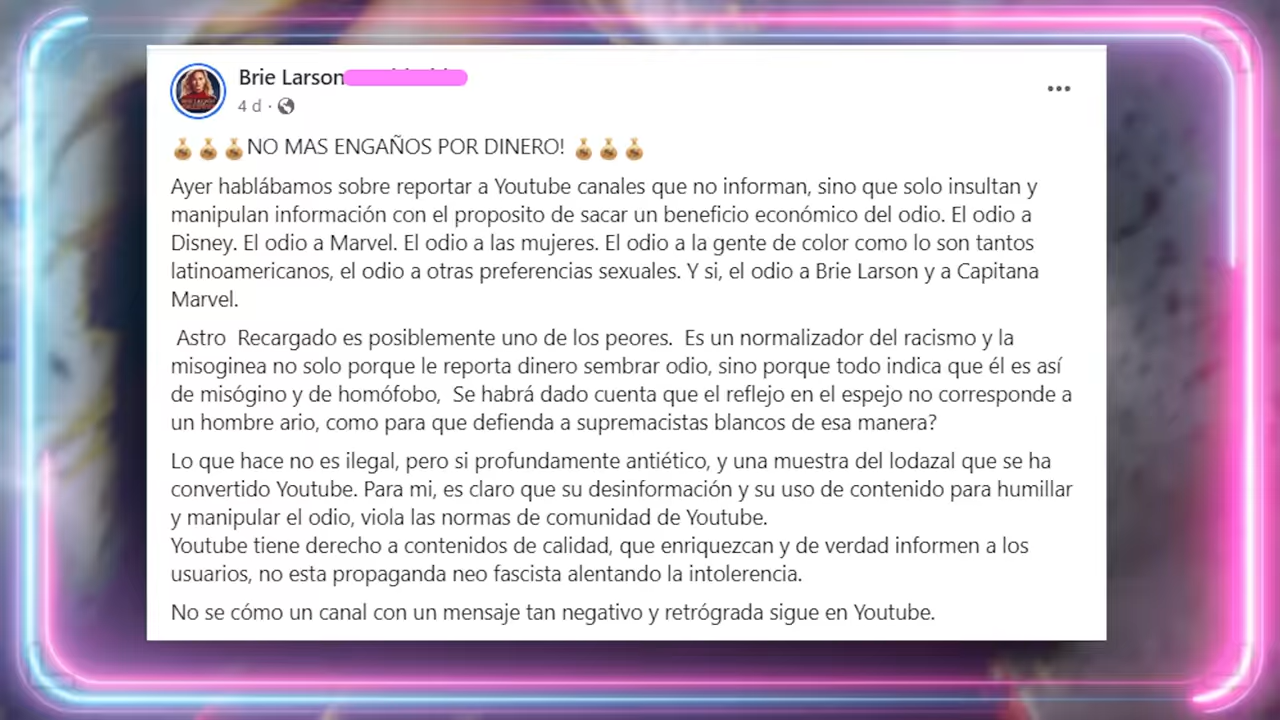 Brie Larson
4 d ·
NO MAS ENGAÑOS POR DINERO!
Ayer hablábamos sobre reportar a Youtube canales que no informan, sino que solo insultan y
manipulan información con el proposito de sacar un beneficio económico del odio. El odio a
Disney. El odio a Marvel. El odio a las mujeres. El odio a la gente de color como lo son tantos
latinoamericanos, el odio a otras preferencias sexuales. Y si, el odio a Brie Larson y a Capitana
Marvel.
Astro Recargado es posiblemente uno de los peores. Es un normalizador del racismo y la
misoginea no solo porque le reporta dinero sembrar odio, sino porque todo indica que él es así
de misógino y de homófobo, Se habrá dado cuenta que el reflejo en el espejo no corresponde a
un hombre ario, como para que defienda a supremacistas blancos de esa manera?
Lo que hace no es ilegal, pero si profundamente antiético, y una muestra del lodazal que se ha
convertido Youtube. Para mi, es claro que su desinformación y su uso de contenido para humillar
y manipular el odio, viola las normas de comunidad de Youtube.
Youtube tiene derecho a contenidos de calidad, que enriquezcan y de verdad informen a los
usuarios, no esta propaganda neo fascista alentando la intolerencia.
No se cómo un canal con un mensaje tan negativo y retrógrada sigue en Youtube.